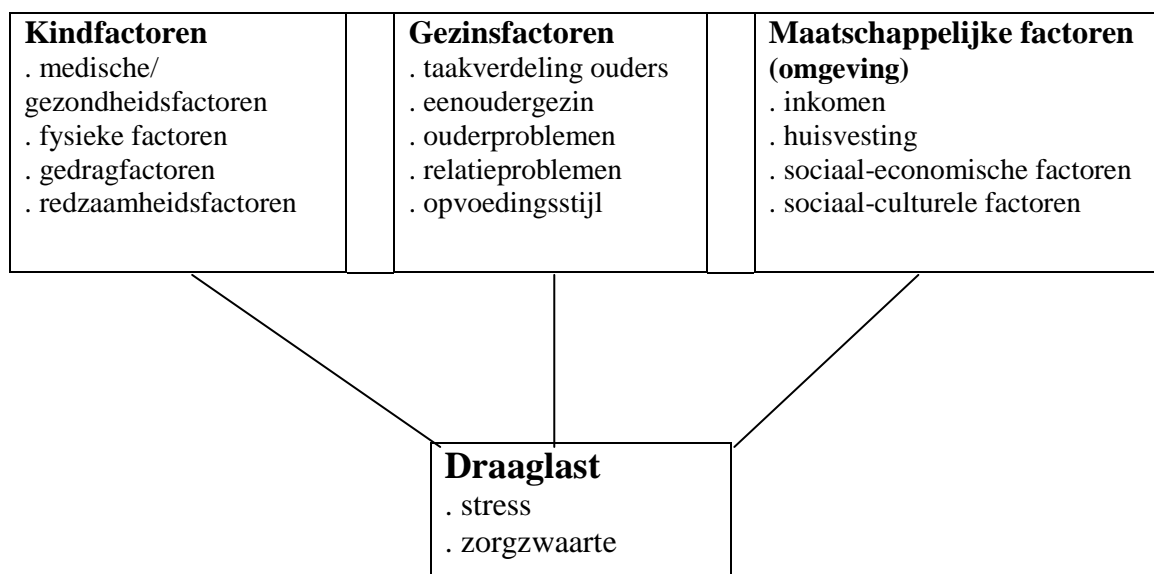 Kindfactoren
. medische/
gezondheidsfactoren
. fysieke factoren
. gedragfactoren
. redzaamheidsfactoren
Gezinsfactoren
. taakverdeling ouders
. eenoudergezin
. ouderproblemen
. relatieproblemen
. opvoedingsstijl
Maatschappelijke factoren
(omgeving)
. inkomen
. huisvesting
. sociaal-economische factoren
. sociaal-culturele factoren
Draaglast
. stress
. zorgzwaarte